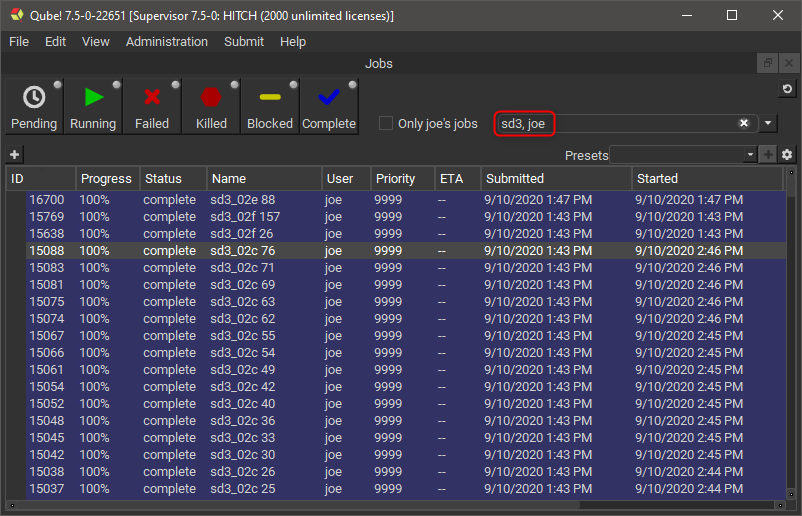 Qube! 7.5-0-22651 [Supervisor 7.5-0: HITCH (2000 unlimited licenses)]
File Edit View Administration Submit Help
Jobs
Pending Running Failed Killed Blocked Complete Only joe's jobs sd3, joe
Presets
ID Progress Status Name User Priority ETA Submitted Started
16700 100% complete sd3_02e 88 joe 9999 -- 9/10/2020 1:47 PM 9/10/2020 1:47 PM
15769 100% complete sd3_02f 157 joe 9999 -- 9/10/2020 1:43 PM 9/10/2020 1:43 PM
15638 100% complete sd3_02f 26 joe 9999 -- 9/10/2020 1:43 PM 9/10/2020 1:43 PM
15088 100% complete sd3_02c 76 joe 9999 -- 9/10/2020 1:43 PM 9/10/2020 2:46 PM
15083 100% complete sd3_02c 71 joe 9999 -- 9/10/2020 1:43 PM 9/10/2020 2:46 PM
15081 100% complete sd3_02c 69 joe 9999 -- 9/10/2020 1:43 PM 9/10/2020 2:46 PM
15075 100% complete sd3_02c 63 joe 9999 -- 9/10/2020 1:43 PM 9/10/2020 2:46 PM
15074 100% complete sd3_02c 62 joe 9999 -- 9/10/2020 1:43 PM 9/10/2020 2:46 PM
15067 100% complete sd3_02c 55 joe 9999 -- 9/10/2020 1:43 PM 9/10/2020 2:45 PM
15066 100% complete sd3_02c 54 joe 9999 -- 9/10/2020 1:43 PM 9/10/2020 2:45 PM
15061 100% complete sd3_02c 49 joe 9999 -- 9/10/2020 1:43 PM 9/10/2020 2:45 PM
15054 100% complete sd3_02c 42 joe 9999 -- 9/10/2020 1:43 PM 9/10/2020 2:45 PM
15052 100% complete sd3_02c 40 joe 9999 -- 9/10/2020 1:43 PM 9/10/2020 2:45 PM
15048 100% complete sd3_02c 36 joe 9999 -- 9/10/2020 1:43 PM 9/10/2020 2:45 PM
15045 100% complete sd3_02c 33 joe 9999 -- 9/10/2020 1:43 PM 9/10/2020 2:45 PM
15042 100% complete sd3_02c 30 joe 9999 -- 9/10/2020 1:43 PM 9/10/2020 2:45 PM
15038 100% complete sd3_02c 26 joe 9999 -- 9/10/2020 1:43 PM 9/10/2020 2:44 PM
15037 100% complete sd3_02c 25 joe 9999 -- 9/10/2020 1:43 PM 9/10/2020 2:44 PM